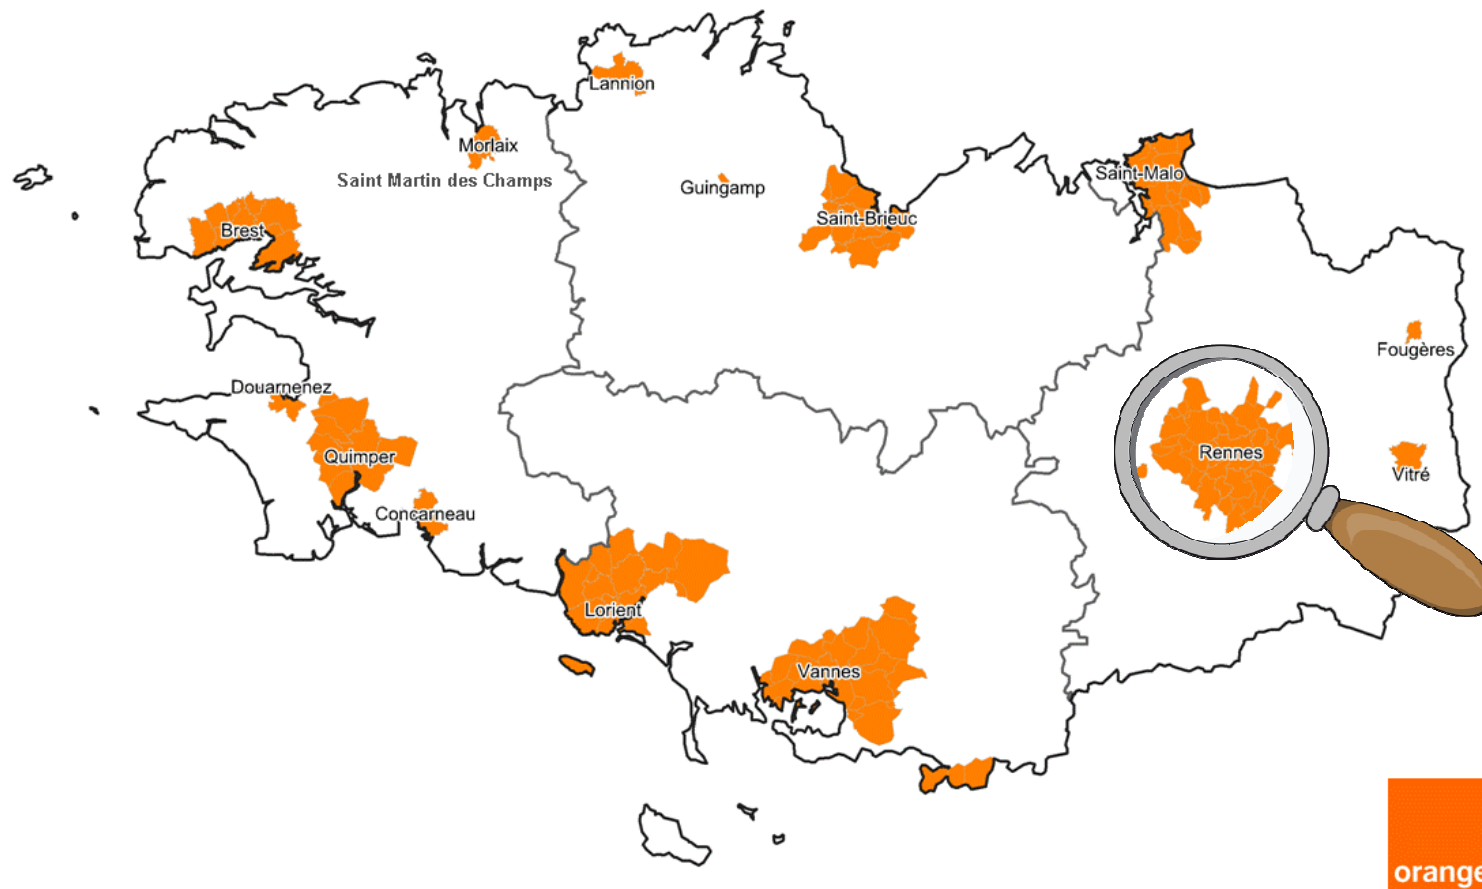 Lannion
Morlaix
Saint Martin des Champs
Guingamp
Saint-Malo
Saint-Brieuc
Brest
Fougères
Douarnenez
Quimper
Rennes
Vitré
Concarneau
Lorient
Vannes
orange